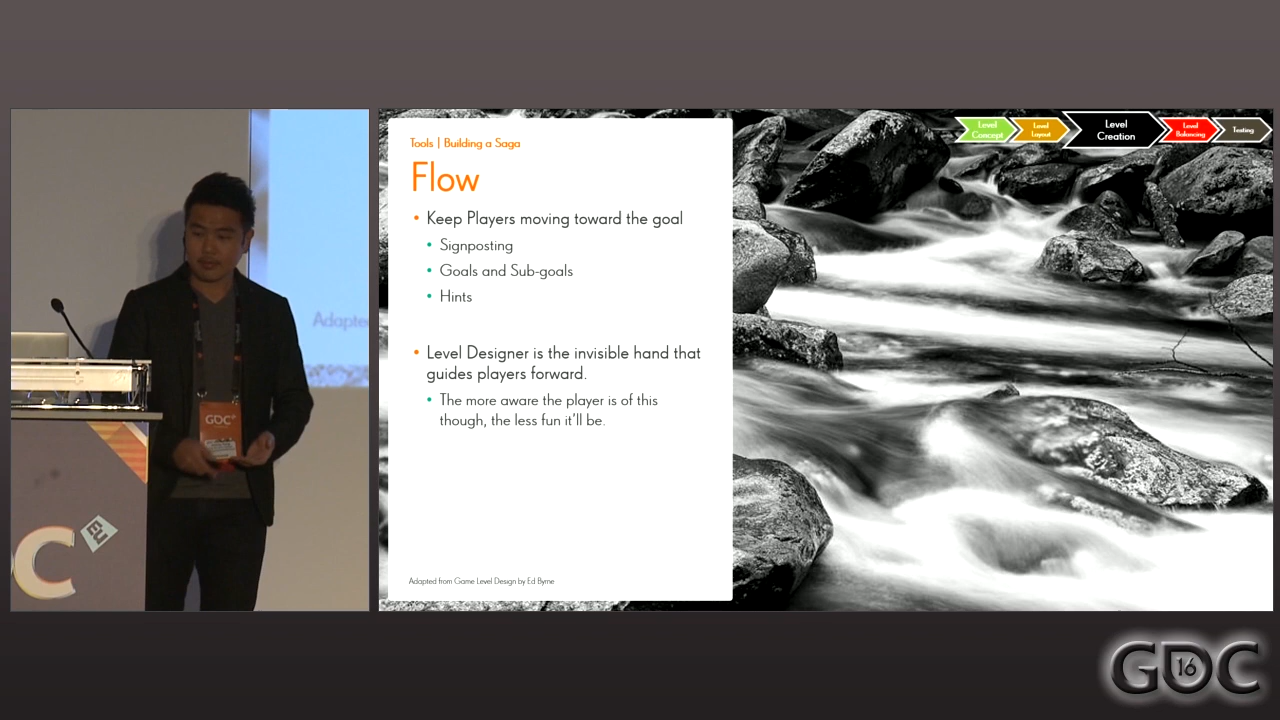 Tools | Building a Saga
Flow
• Keep Players moving toward the goal
• Signposting
• Goals and Sub-goals
• Hints
• Level Designer is the invisible hand that
guides players forward.
• The more aware the player is of this
though, the less fun it'll be.
Adapted from Game Level Design by Ed Byrne
Level
Concept
Level
Layout
Level
Creation
Level
Balancing
Testing
Adapte
GDC
C
GDC
16